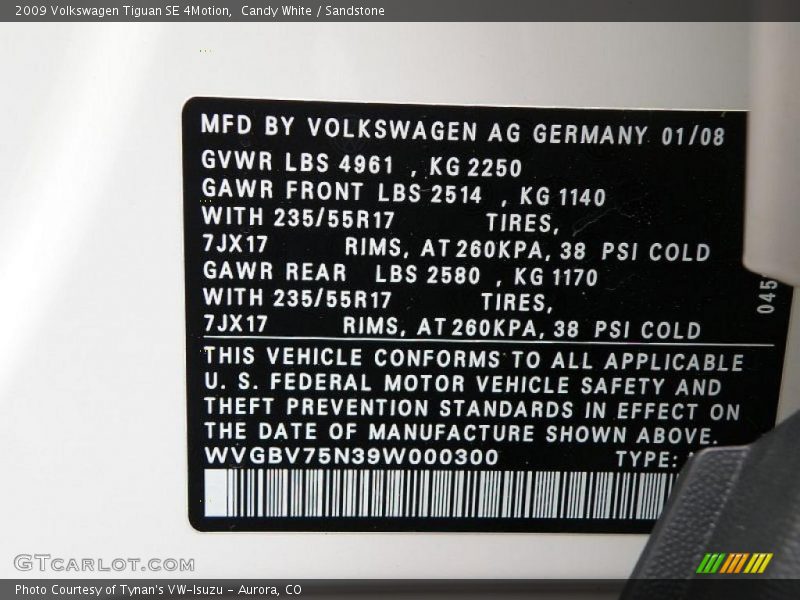 2009 Volkswagen Tiguan SE 4Motion, Candy White / Sandstone
MFD BY VOLKSWAGEN AG GERMANY 01/08
GVWR LBS 4961 , KG 2250
GAWR FRONT LBS 2514 , KG 1140
WITH 235/55R17 TIRES,
7JX17 RIMS, AT 260KPA, 38 PSI COLD
GAWR REAR LBS 2580 , KG 1170
WITH 235/55R17 TIRES,
7JX17 RIMS, AT 260KPA, 38 PSI COLD
045
THIS VEHICLE CONFORMS TO ALL APPLICABLE
U. S. FEDERAL MOTOR VEHICLE SAFETY AND
THEFT PREVENTION STANDARDS IN EFFECT ON
THE DATE OF MANUFACTURE SHOWN ABOVE.
WVGBV75N39W000300 TYPE:
GTCARLOT.COM
Photo Courtesy of Tynan's VW-Isuzu - Aurora, CO